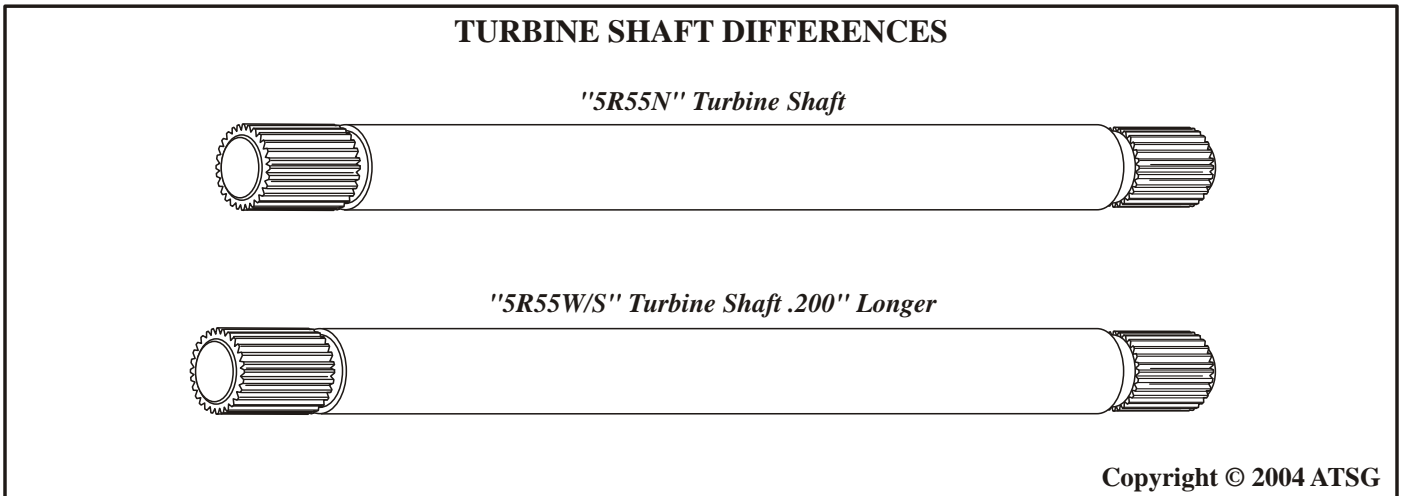 TURBINE SHAFT DIFFERENCES
"5R55N" Turbine Shaft
"5R55W/S" Turbine Shaft .200" Longer
Copyright © 2004 ATSG